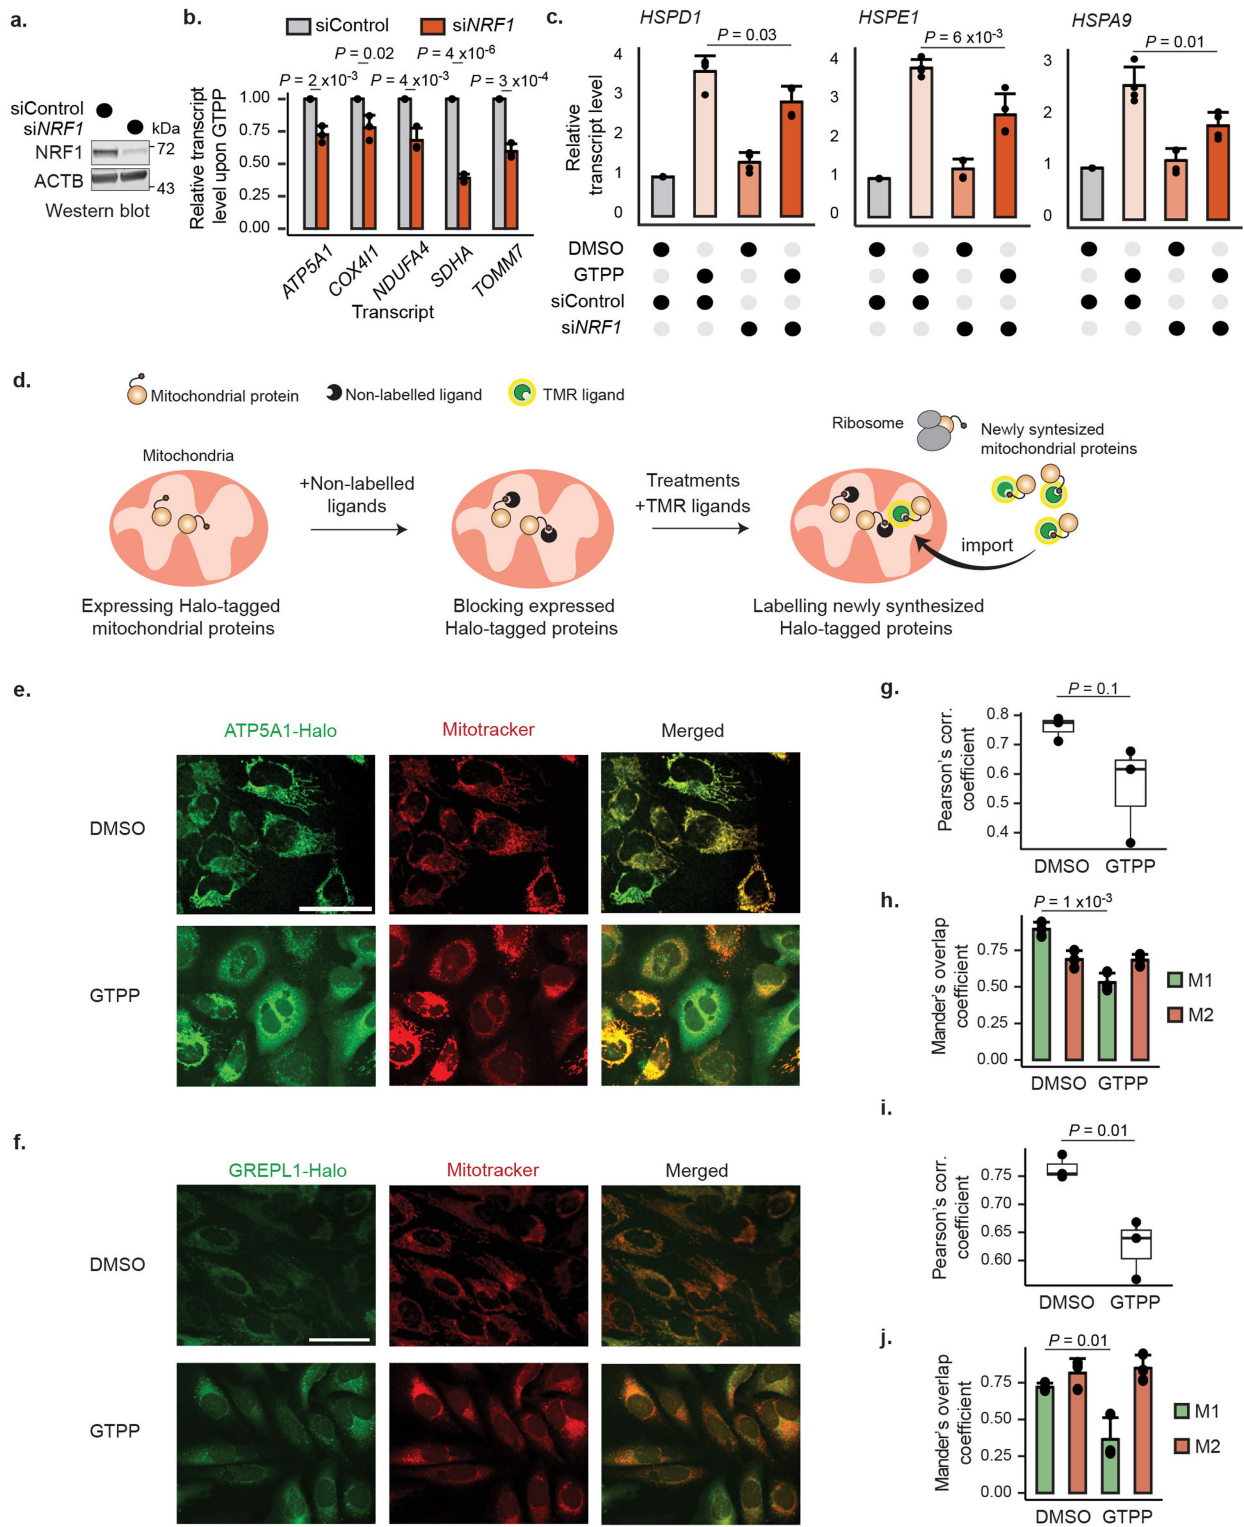 a.
siControl
siNRF1
kDa
NRF1
72
ACTB
43
Western blot
b.
siControl
siNRF1
P = 0.02
P = 4 x10-6
P = 2 x10-3
P = 4 x10-3
P = 3 x10-4
Relative transcript
level upon GTPP
1.00
0.75
0.50
0.25
0.00
ATP5A1
COX4I1
NDUFA4
SDHA
TOMM7
Transcript
c.
HSPD1
P = 0.03
Relative
transcript level
4
3
2
1
0
HSPE1
P = 6 x10-3
4
3
2
1
0
HSPA9
P = 0.01
3
2
1
0
DMSO
GTPP
siControl
siNRF1
d.
Mitochondrial protein
Non-labelled ligand
TMR ligand
Ribosome
Newly syntesized
mitochondrial proteins
Mitochondria
+Non-labelled
ligands
Treatments
+TMR ligands
import
Expressing Halo-tagged
mitochondrial proteins
Blocking expressed
Halo-tagged proteins
Labelling newly synthesized
Halo-tagged proteins
e.
ATP5A1-Halo
Mitotracker
Merged
DMSO
GTPP
f.
GREPL1-Halo
Mitotracker
Merged
DMSO
GTPP
g.
P = 0.1
Pearson's corr.
coefficient
0.8
0.7
0.6
0.5
0.4
DMSO
GTPP
h.
P = 1 x10-3
Mander's overlap
coefficient
0.75
0.50
0.25
0.00
M1
M2
DMSO
GTPP
i.
P = 0.01
Pearson's corr.
coefficient
0.75
0.70
0.65
0.60
DMSO
GTPP
j.
P = 0.01
Mander's overlap
coefficient
0.75
0.50
0.25
0.00
M1
M2
DMSO
GTPP